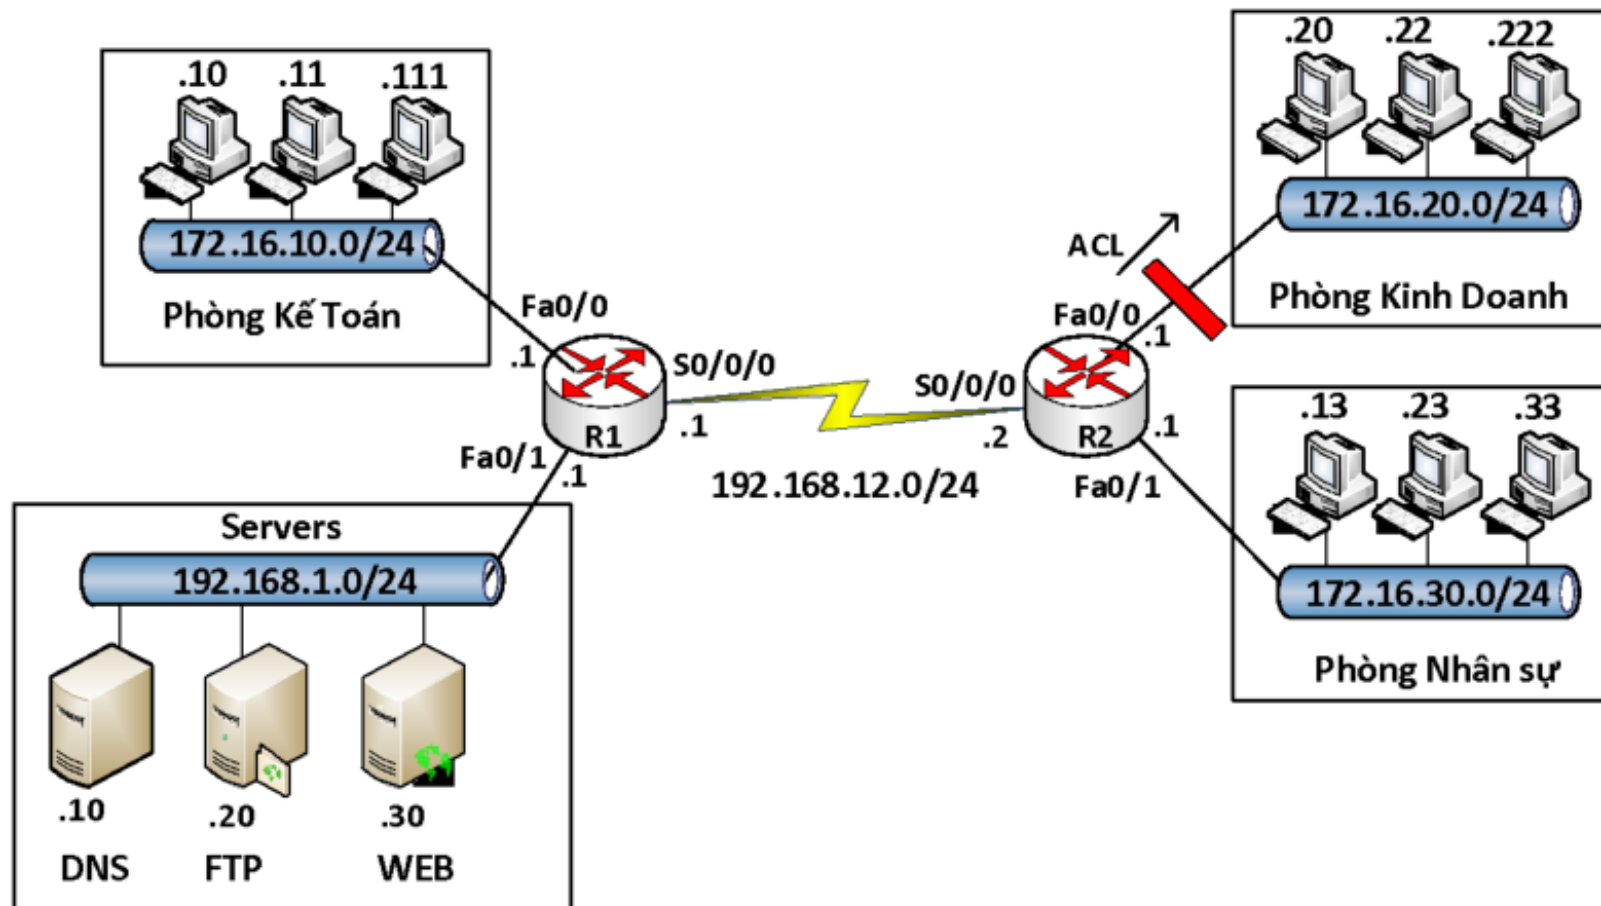 .10 .11 .111
172.16.10.0/24
Phòng Kế Toán
Fa0/0
.1
S0/0/0
.1
R1
Fa0/1
.1
Servers
192.168.1.0/24
.10 .20 .30
DNS FTP WEB
192.168.12.0/24
S0/0/0
.2
R2
Fa0/0
.1
ACL
.1
Fa0/1
.20 .22 .222
172.16.20.0/24
Phòng Kinh Doanh
.13 .23 .33
172.16.30.0/24
Phòng Nhân sự